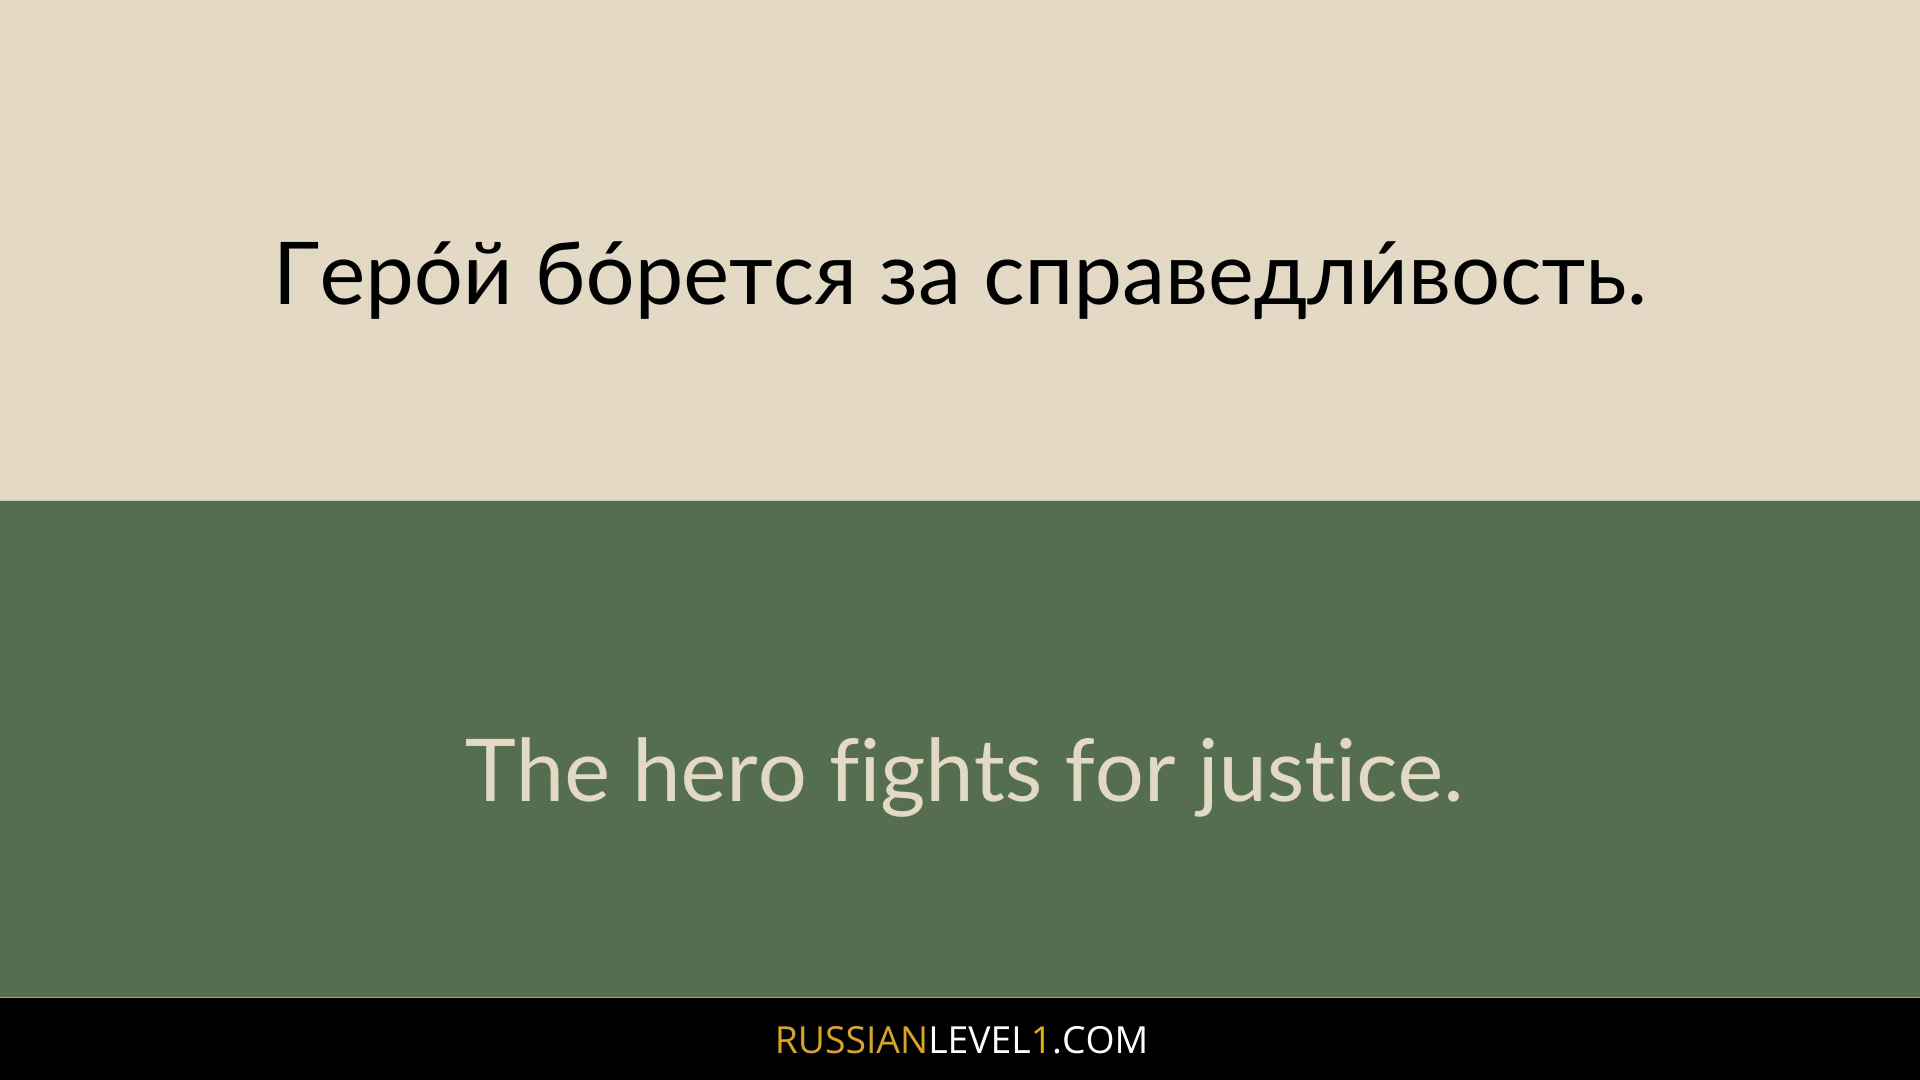 Геро́й бо́рется за справедли́вость.
The hero fights for justice.
RUSSIANLEVEL1.COM